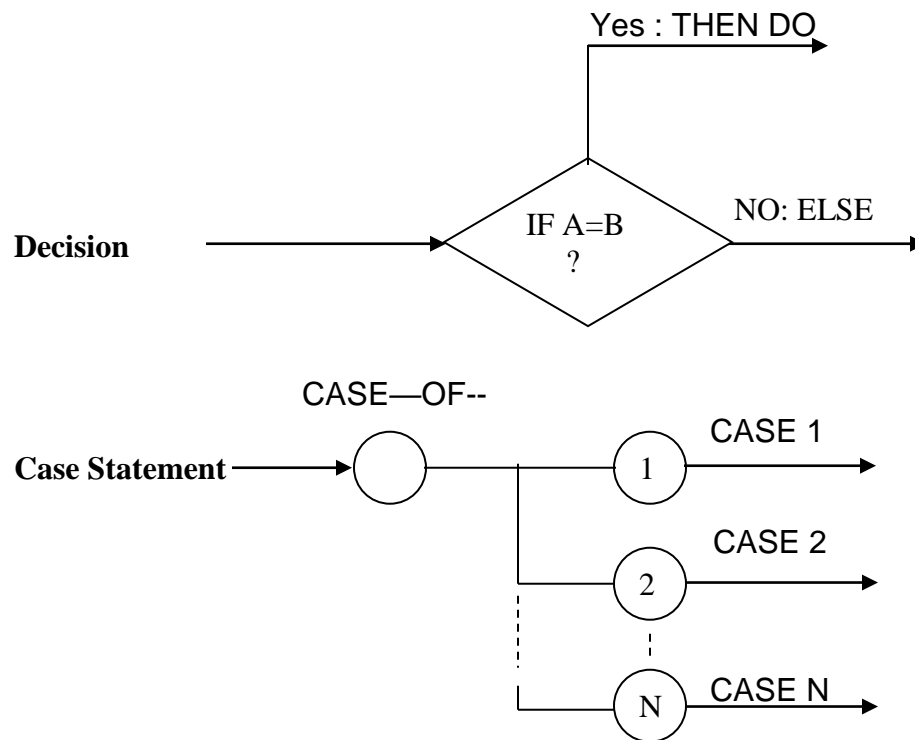 Yes : THEN DO
IF A=B
?
NO: ELSE
Decision
CASE—OF--
Case Statement
1
CASE 1
2
CASE 2
N
CASE N